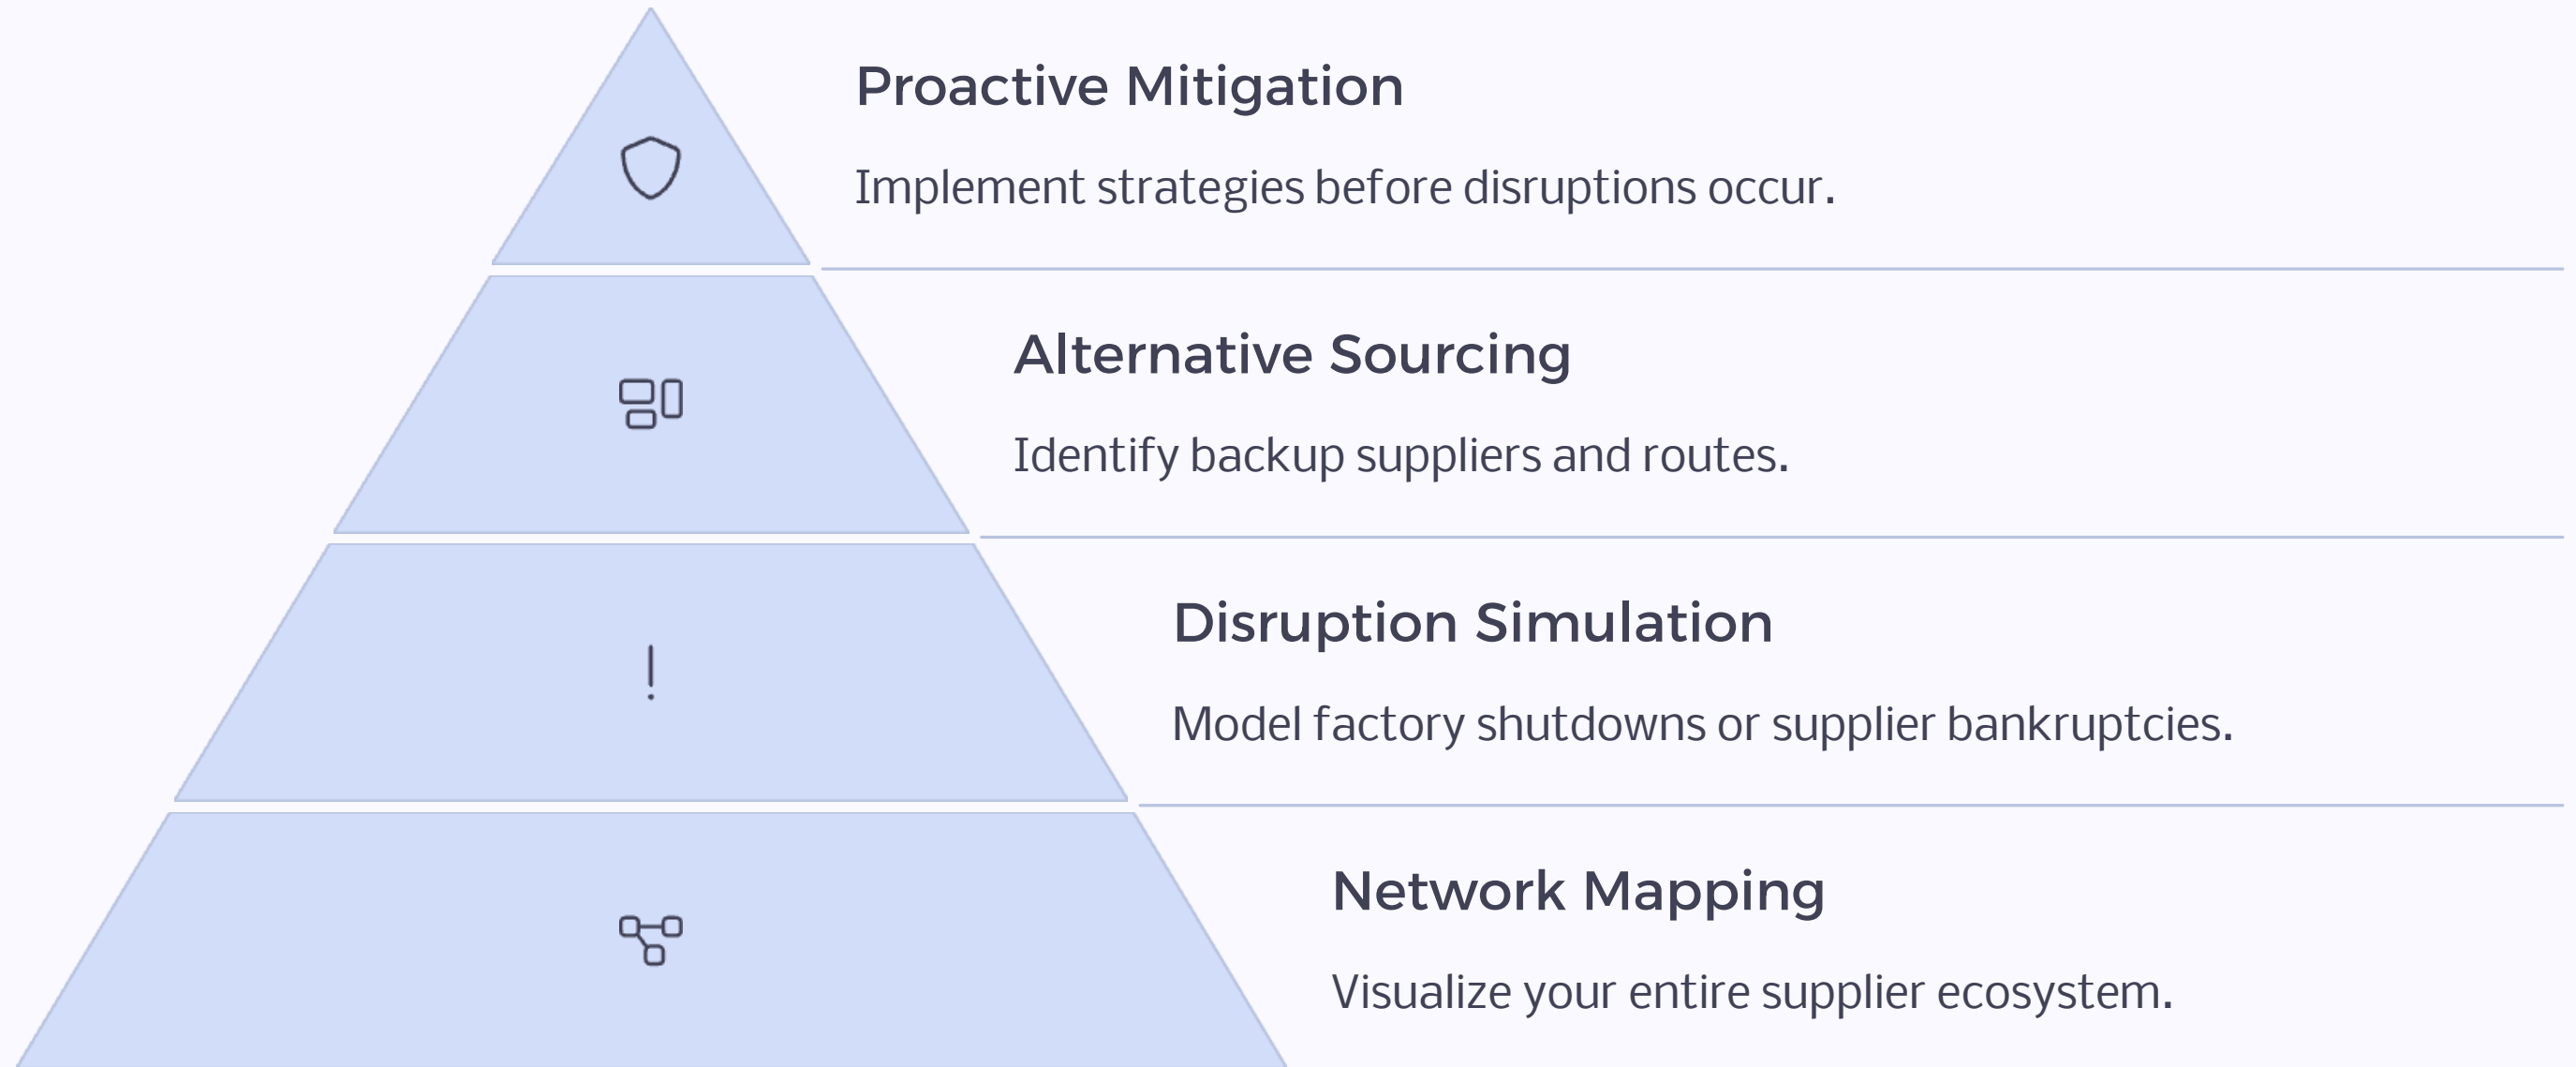 Proactive Mitigation
Implement strategies before disruptions occur.
Alternative Sourcing
Identify backup suppliers and routes.
Disruption Simulation
Model factory shutdowns or supplier bankruptcies.
Network Mapping
Visualize your entire supplier ecosystem.